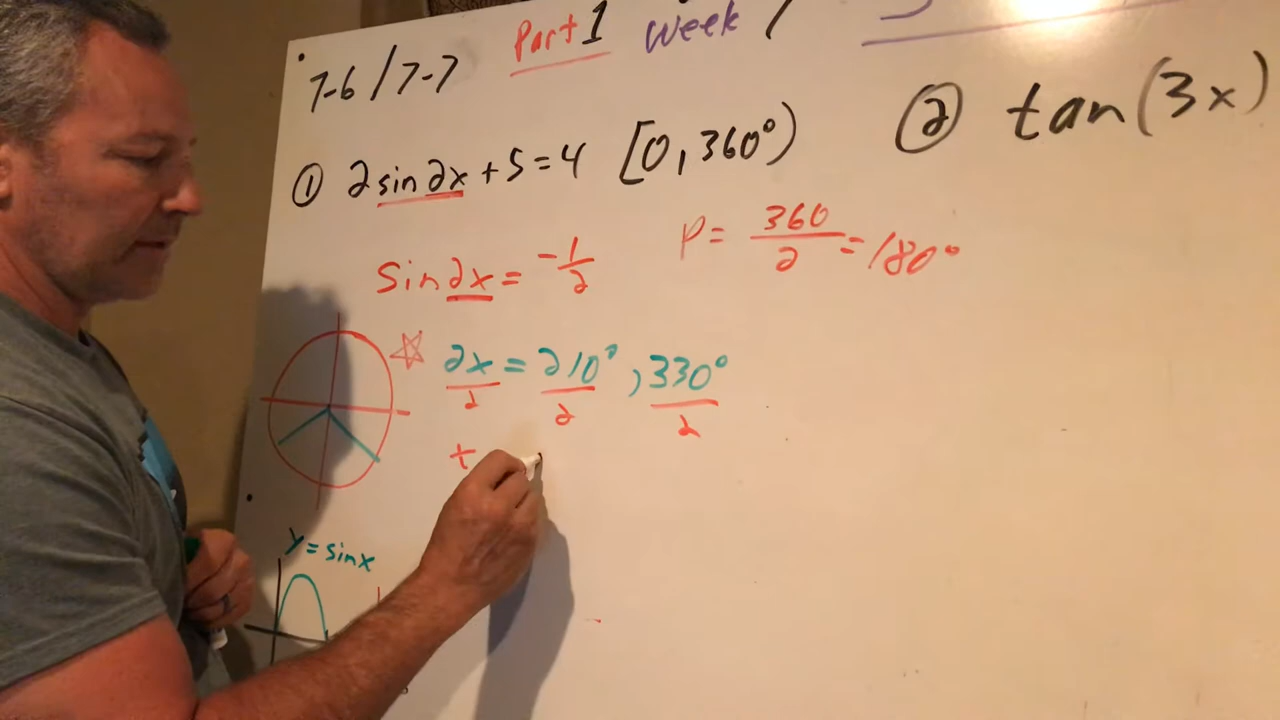 7-6/7-7 Part 1 Week 7
① 2 sin 2x + 5 = 4 [0, 360°)
② tan(3x)
sin 2x = -1/2
P = 360/2 = 180°
2x/2 = 210°/2, 330°/2
y = sin x